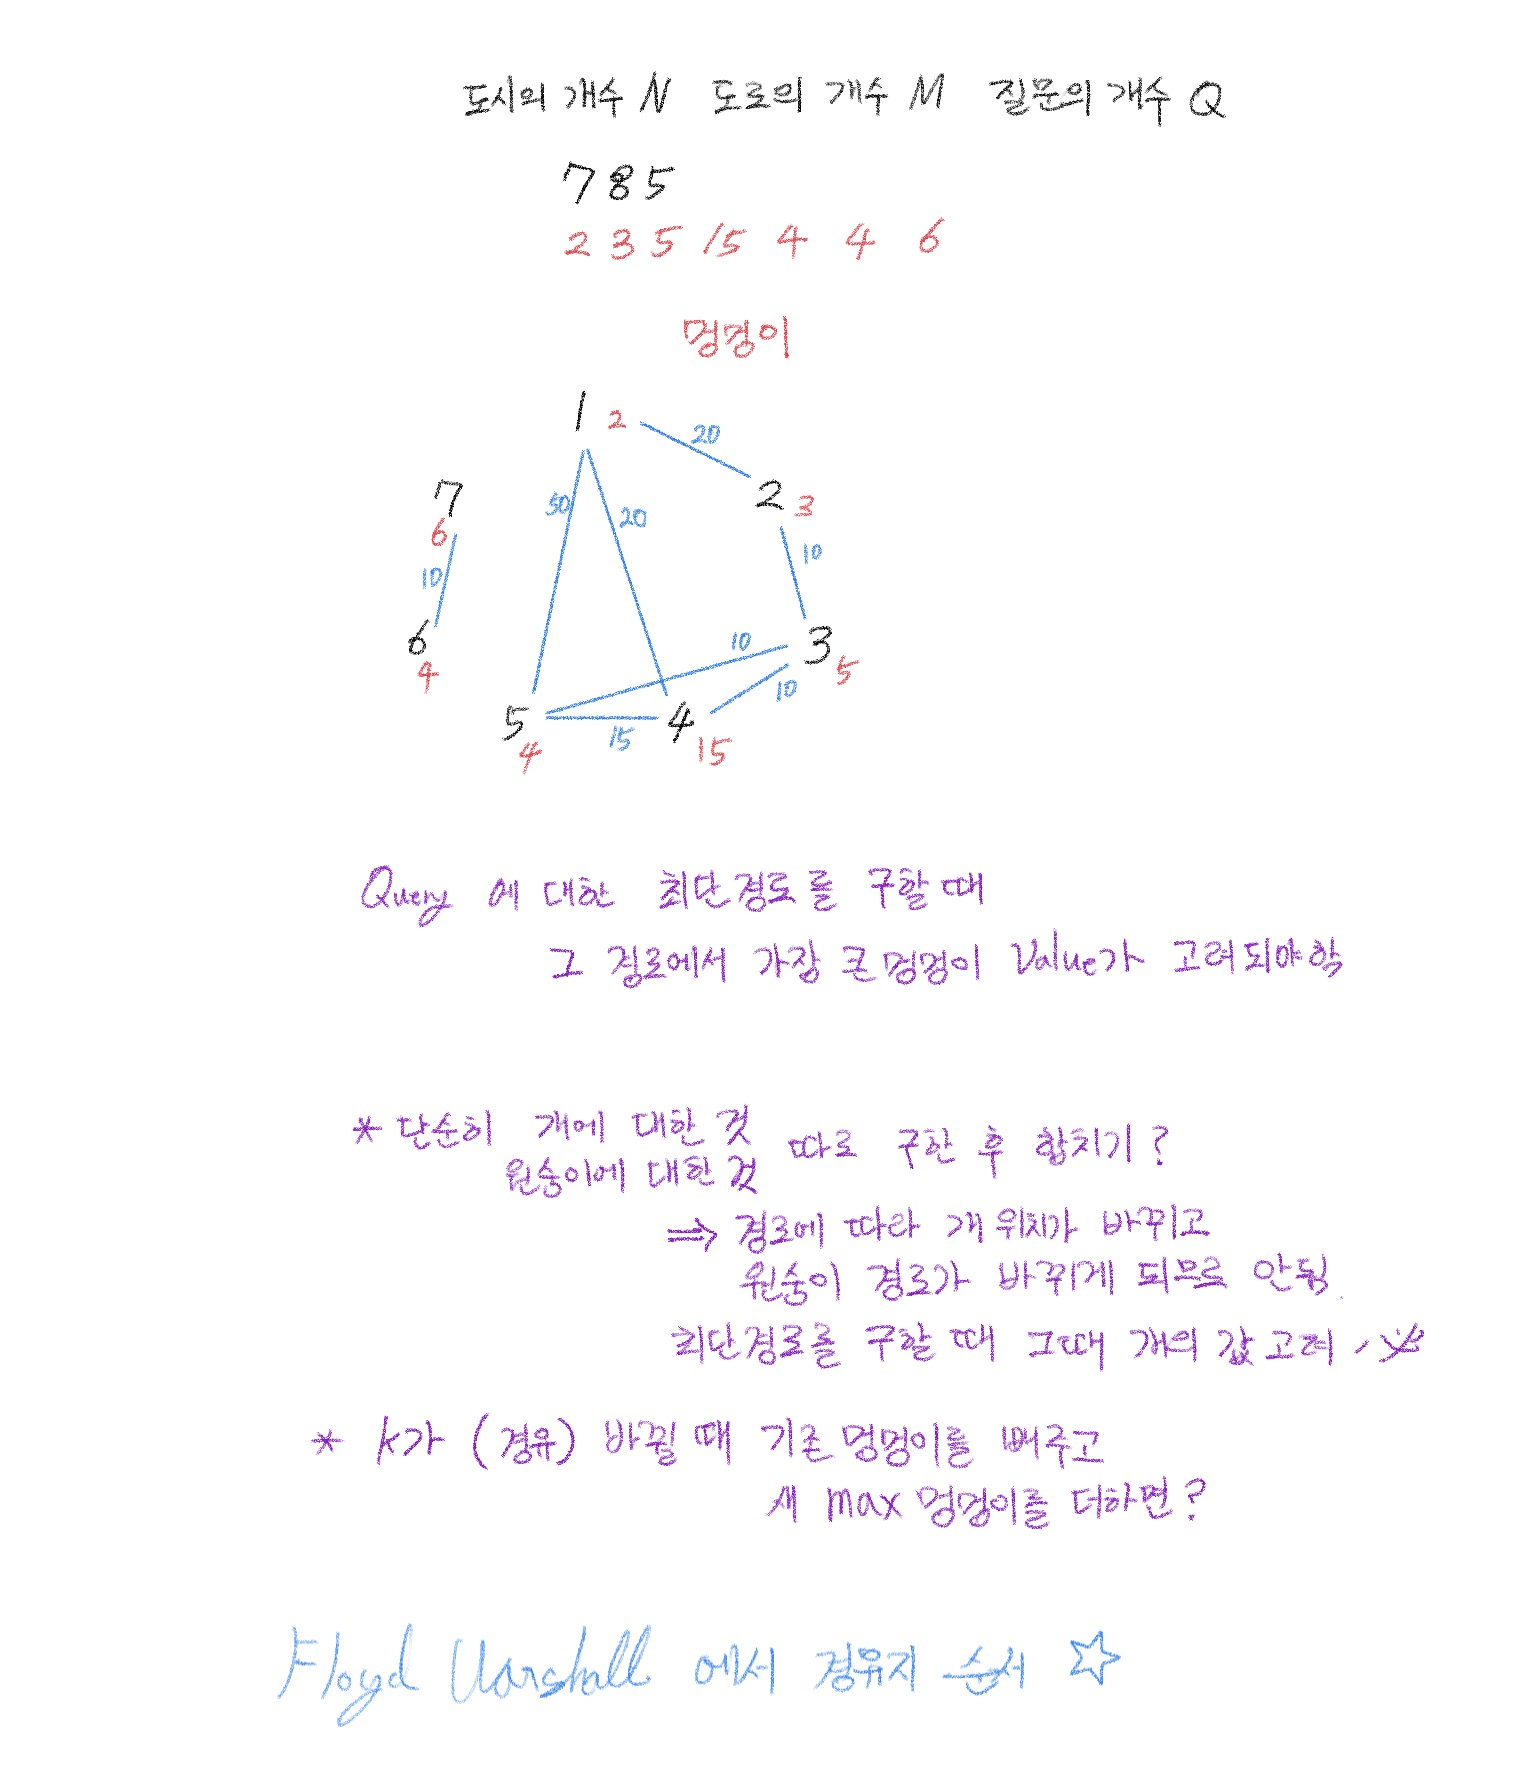 도시의 개수 N 도로의 개수 M 질문의 개수 Q
7 8 5
2 3 5 15 4 4 6
멍멍이
1 2
20
7
6
50
20
2 3
10
10
6
4
10
3
5
10
5
4
15
4
15
Query 에 대한 최단경로를 구할 때
그 경로에서 가장 큰 멍멍이 Value가 고려되야함
* 단순히 개에 대한 것
원숭이에 대한 것
따로 구한 후 합치기?
⇒ 경로에 따라 개 위치가 바뀌고
원숭이 경로가 바뀌게 되므로 안됨.
최단경로를 구할 때 그때 개의 값 고려
* k가 (경유) 바뀔 때 기존 멍멍이를 빼주고
새 max 멍멍이를 더하면?
Floyd Warshall 에서 경유지 순서 ☆